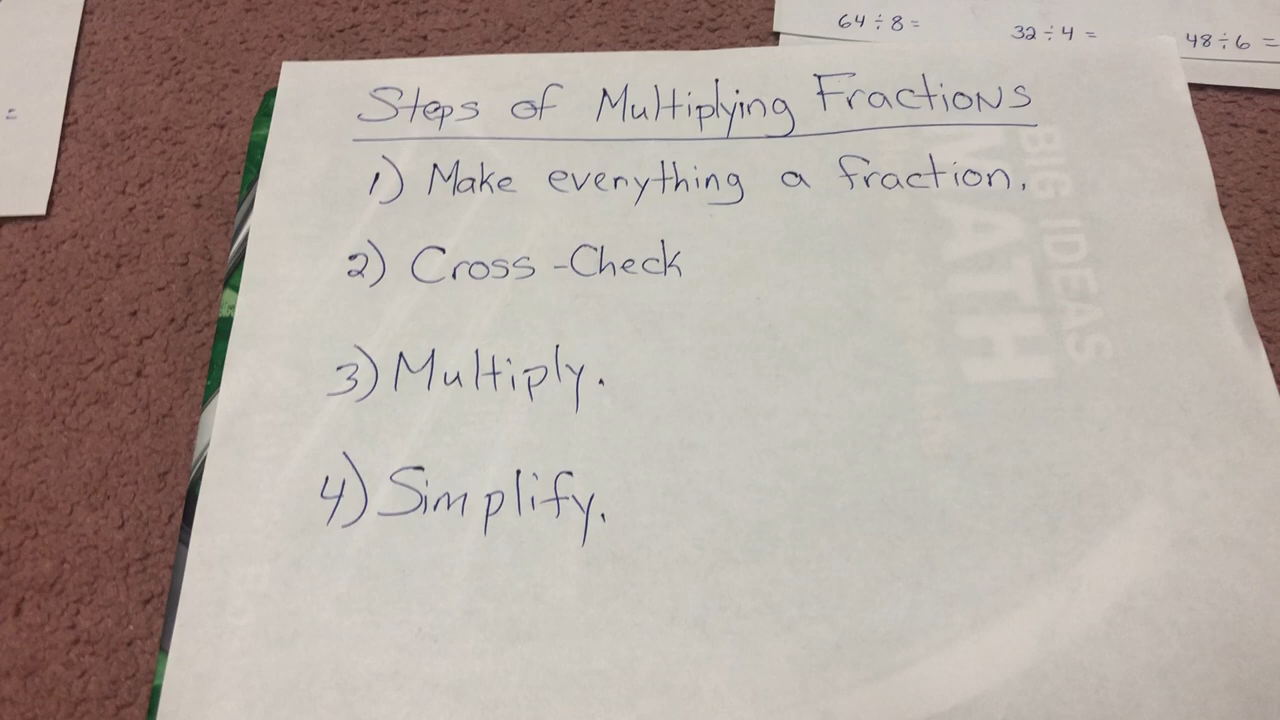 64÷8=
32÷4=
48÷6=
=
Steps of Multiplying Fractions
1) Make everything a fraction.
2) Cross-Check
3) Multiply.
4) Simplify.
BIG IDEAS
MATH